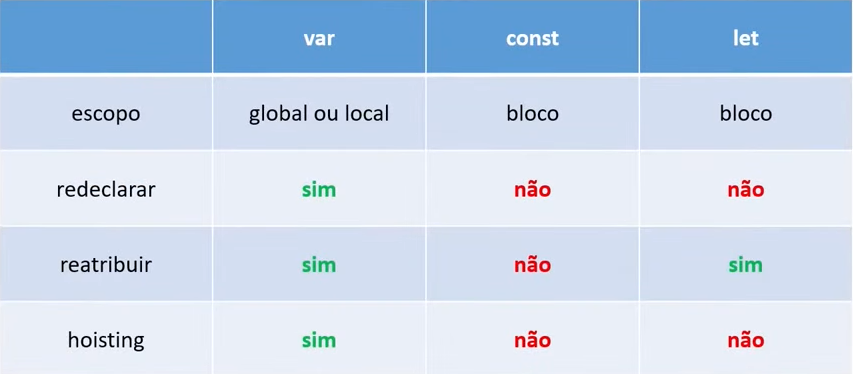 var const let
escopo global ou local bloco bloco
redeclarar sim não não
reatribuir sim não sim
hoisting sim não não